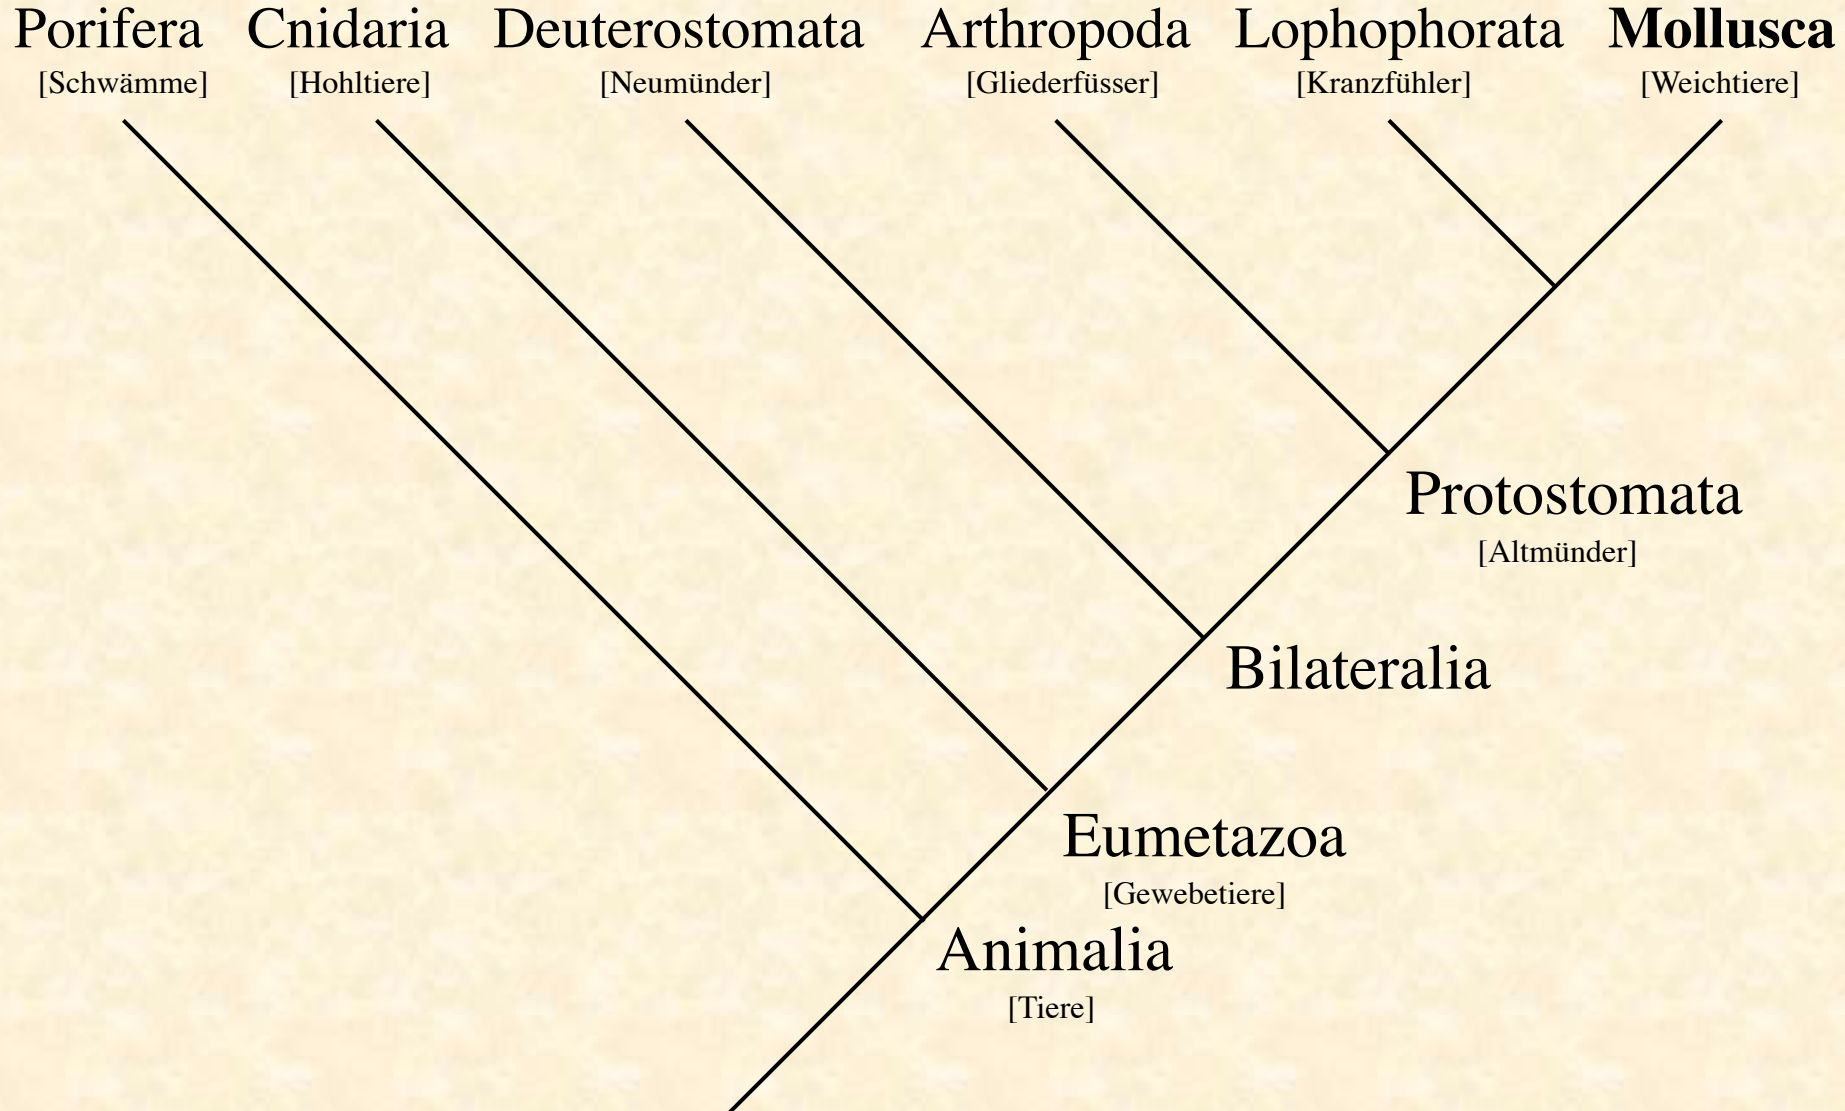 Porifera Cnidaria Deuterostomata Arthropoda Lophophorata Mollusca
[Schwämme] [Hohltiere] [Neumünder] [Gliederfüsser] [Kranzfühler] [Weichtiere]
Protostomata
[Altmünder]
Bilateralia
Eumetazoa
[Gewebetiere]
Animalia
[Tiere]